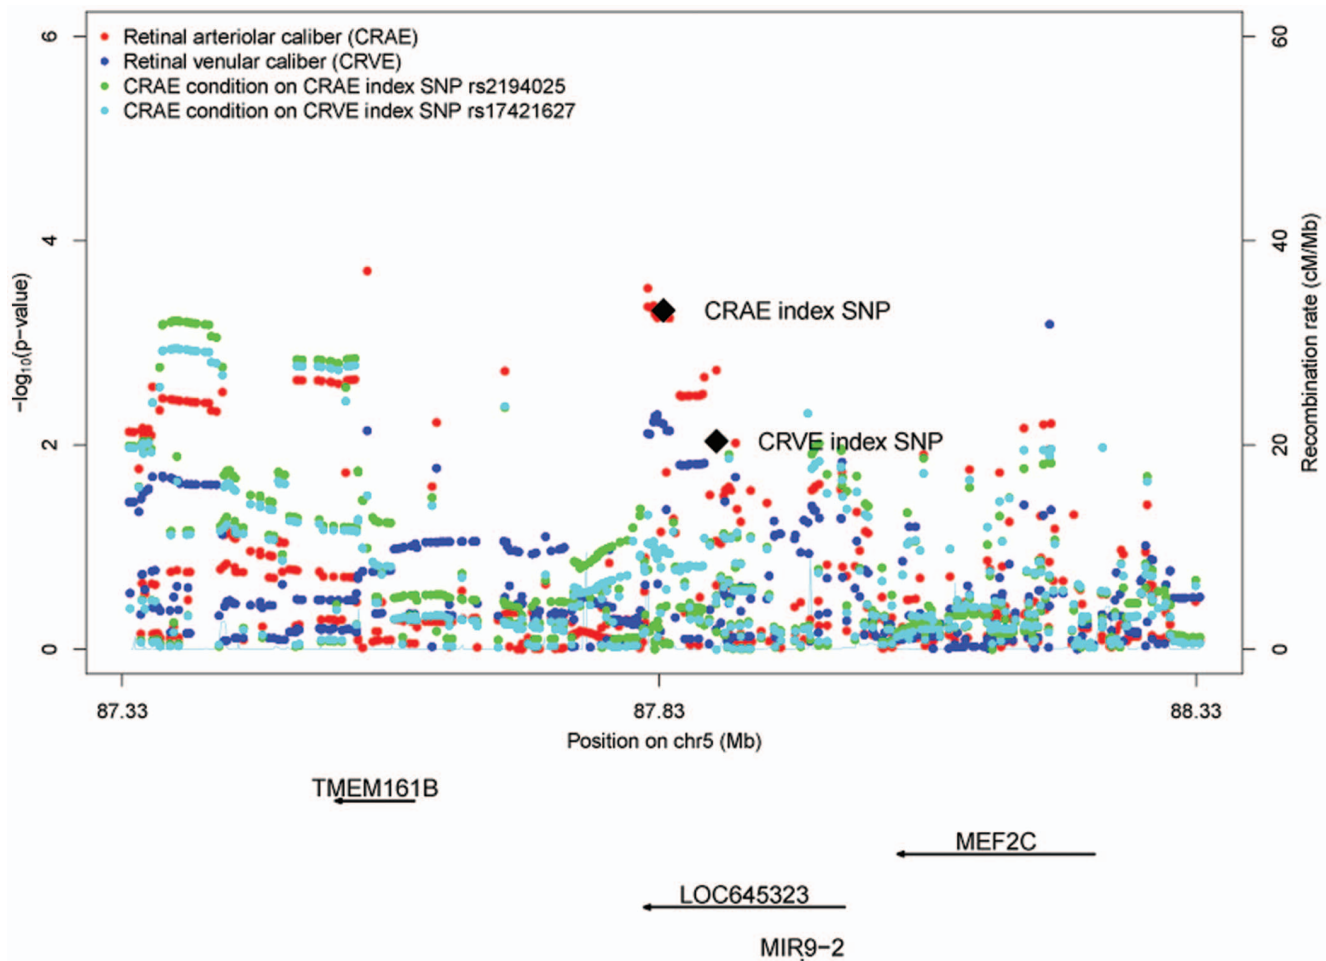 6
60
Retinal arteriolar caliber (CRAE)
Retinal venular caliber (CRVE)
CRAE condition on CRAE index SNP rs2194025
CRAE condition on CRVE index SNP rs17421627
4
40
CRAE index SNP
−log10(p−value)
Recombination rate (cM/Mb)
2
20
CRVE index SNP
0
0
87.33
87.83
88.33
Position on chr5 (Mb)
TMEM161B
MEF2C
LOC645323
MIR9−2